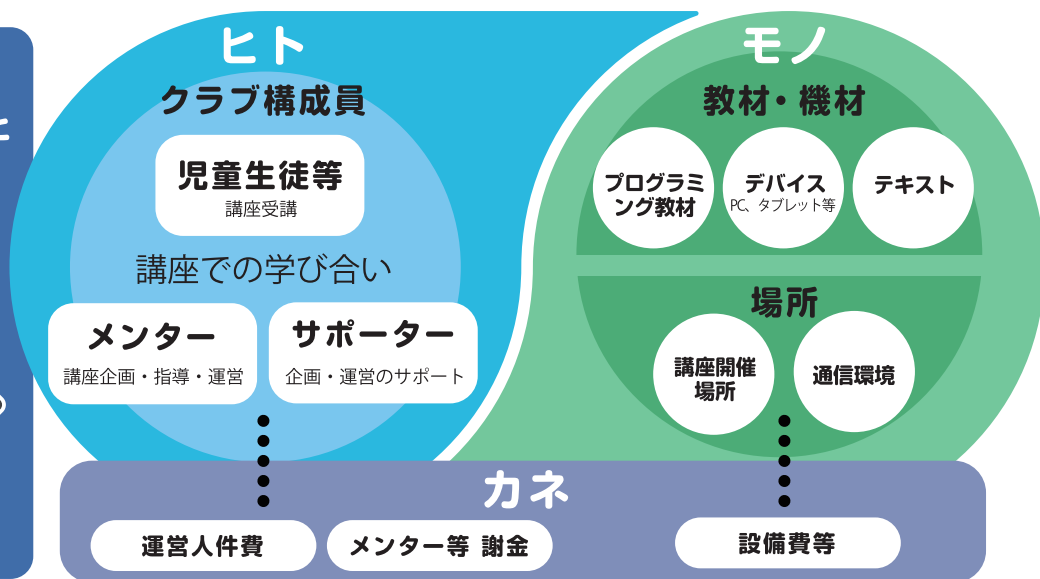 ヒト
クラブ構成員
児童生徒等
講座受講
講座での学び合い
メンター
講座企画・指導・運営
サポーター
企画・運営のサポート
モノ
教材・機材
プログラミ
ング教材
デバイス
PC、タブレット等
テキスト
場所
講座開催
場所
通信環境
カネ
運営人件費
メンター等 謝金
設備費等